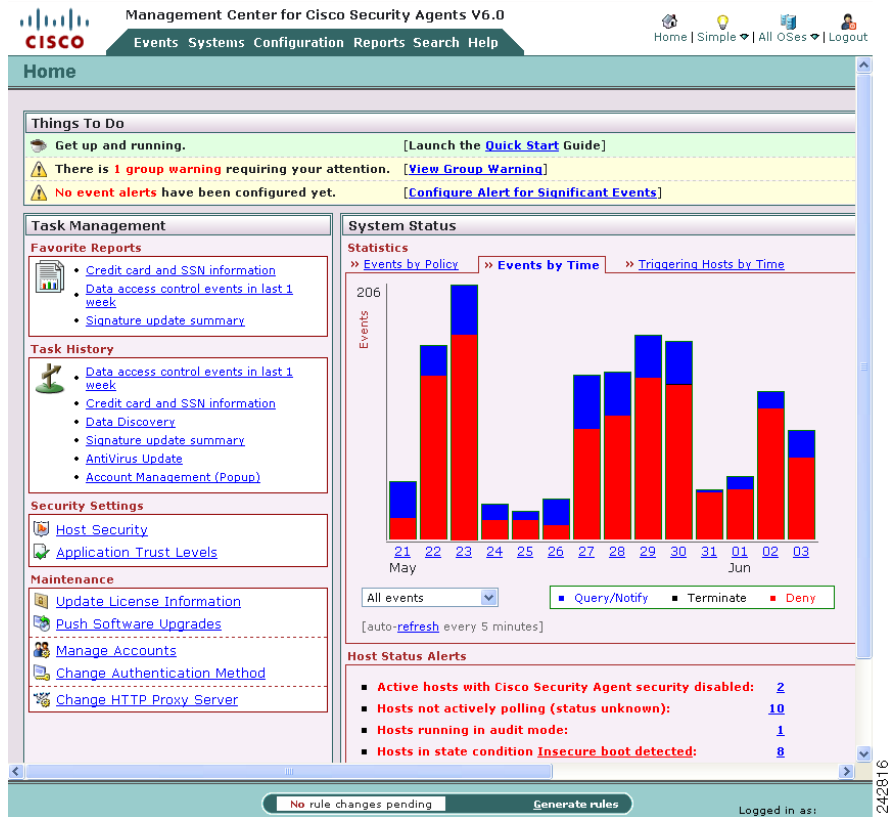 CISCO
Management Center for Cisco Security Agents V6.0
Events Systems Configuration Reports Search Help
Home | Simple | All OSes | Logout
Home
Things To Do
Get up and running. [Launch the Quick Start Guide]
There is 1 group warning requiring your attention. [View Group Warning]
No event alerts have been configured yet. [Configure Alert for Significant Events]
Task Management
Favorite Reports
• Credit card and SSN information
• Data access control events in last 1
week
• Signature update summary
Task History
• Data access control events in last 1
week
• Credit card and SSN information
• Data Discovery
• Signature update summary
• AntiVirus Update
• Account Management (Popup)
Security Settings
Host Security
Application Trust Levels
Maintenance
Update License Information
Push Software Upgrades
Manage Accounts
Change Authentication Method
Change HTTP Proxy Server
System Status
Statistics
» Events by Policy » Events by Time » Triggering Hosts by Time
206
Events
21 22 23 24 25 26 27 28 29 30 31 01 02 03
May Jun
All events
Query/Notify Terminate Deny
[auto-refresh every 5 minutes]
Host Status Alerts
Active hosts with Cisco Security Agent security disabled: 2
Hosts not actively polling (status unknown): 10
Hosts running in audit mode: 1
Hosts in state condition Insecure boot detected: 8
No rule changes pending Generate rules
Logged in as:
242816